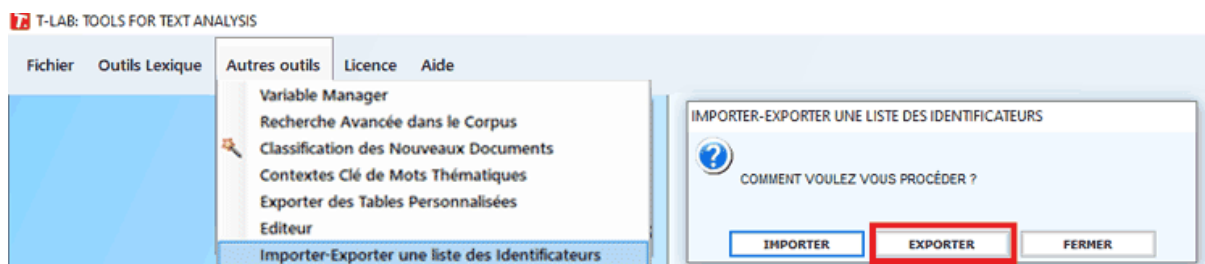 T-LAB: TOOLS FOR TEXT ANALYSIS
Fichier Outils Lexique Autres outils Licence Aide
Variable Manager
Recherche Avancée dans le Corpus
Classification des Nouveaux Documents
Contextes Clé de Mots Thématiques
Exporter des Tables Personnalisées
Editeur
Importer-Exporter une liste des Identificateurs
IMPORTER-EXPORTER UNE LISTE DES IDENTIFICATEURS
COMMENT VOULEZ VOUS PROCÉDER ?
IMPORTER EXPORTER FERMER